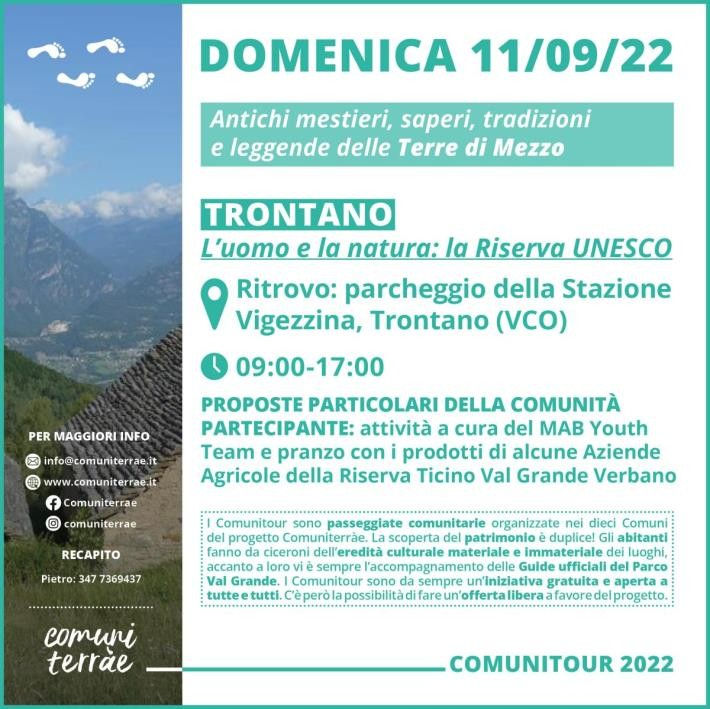 DOMENICA 11/09/22
Antichi mestieri, saperi, tradizioni
e leggende delle Terre di Mezzo
TRONTANO
L'uomo e la natura: la Riserva UNESCO
Ritrovo: parcheggio della Stazione
Vigezzina, Trontano (VCO)
09:00-17:00
PROPOSTE PARTICOLARI DELLA COMUNITÀ
PARTECIPANTE: attività a cura del MAB Youth
Team e pranzo con i prodotti di alcune Aziende
Agricole della Riserva Ticino Val Grande Verbano
I Comunitour sono passeggiate comunitarie organizzate nei dieci Comuni
del progetto Comuniterràe. La scoperta del patrimonio è duplice! Gli abitanti
fanno da ciceroni dell'eredità culturale materiale e immateriale dei luoghi,
accanto a loro vi è sempre l'accompagnamento delle Guide ufficiali del Parco
Val Grande. I Comunitour sono da sempre un'iniziativa gratuita e aperta a
tutte e tutti. C'è però la possibilità di fare un'offerta libera a favore del progetto.
PER MAGGIORI INFO
info@comuniterrae.it
www.comuniterrae.it
Comuniterrae
comuniterrae
RECAPITO
Pietro: 347 7369437
comuni
terràe
COMUNITOUR 2022